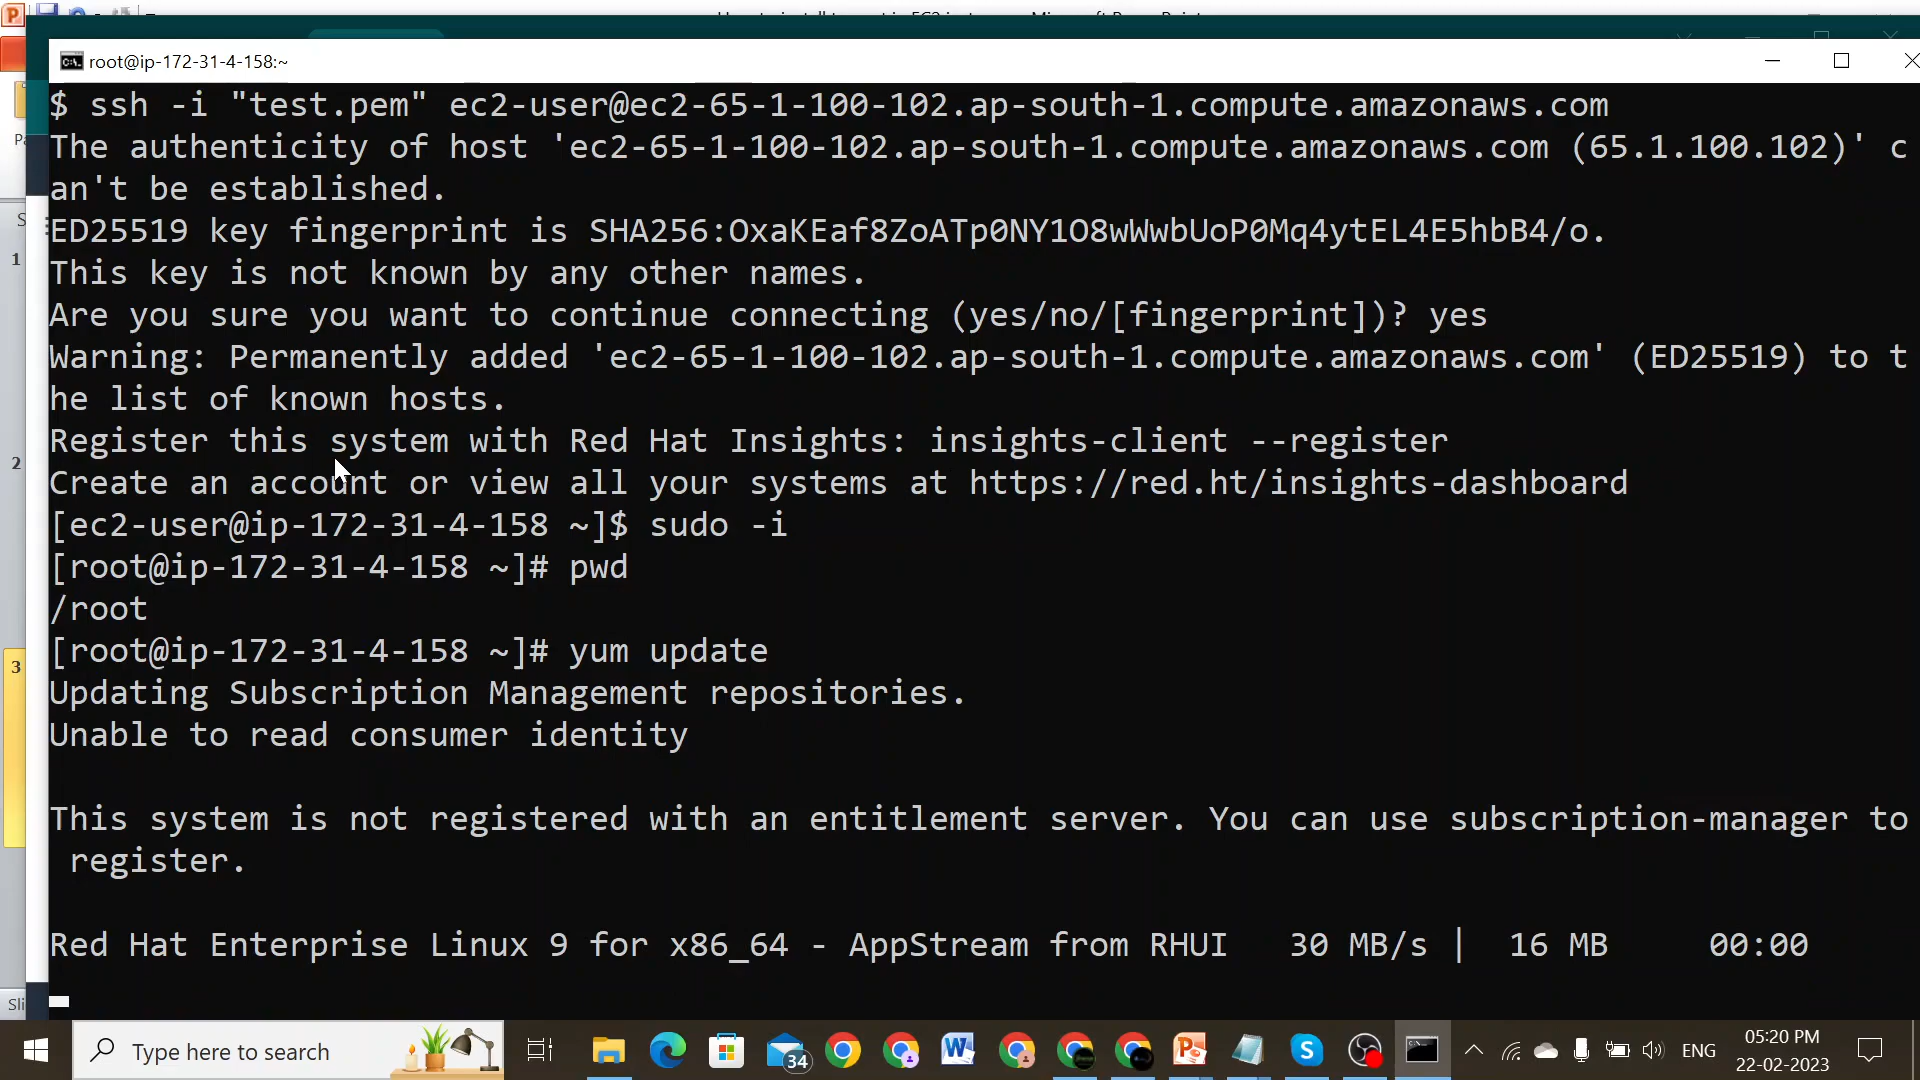 root@ip-172-31-4-158:~
$ ssh -i "test.pem" ec2-user@ec2-65-1-100-102.ap-south-1.compute.amazonaws.com
The authenticity of host 'ec2-65-1-100-102.ap-south-1.compute.amazonaws.com (65.1.100.102)' c
an't be established.
ED25519 key fingerprint is SHA256:OxaKEaf8ZoATp0NY1O8wWwbUoP0Mq4ytEL4E5hbB4/o.
This key is not known by any other names.
Are you sure you want to continue connecting (yes/no/[fingerprint])? yes
Warning: Permanently added 'ec2-65-1-100-102.ap-south-1.compute.amazonaws.com' (ED25519) to t
he list of known hosts.
Register this system with Red Hat Insights: insights-client --register
Create an account or view all your systems at https://red.ht/insights-dashboard
[ec2-user@ip-172-31-4-158 ~]$ sudo -i
[root@ip-172-31-4-158 ~]# pwd
/root
[root@ip-172-31-4-158 ~]# yum update
Updating Subscription Management repositories.
Unable to read consumer identity
This system is not registered with an entitlement server. You can use subscription-manager to
 register.
Red Hat Enterprise Linux 9 for x86_64 - AppStream from RHUI   30 MB/s |  16 MB     00:00
1
2
3
Type here to search
34
ENG
05:20 PM
22-02-2023